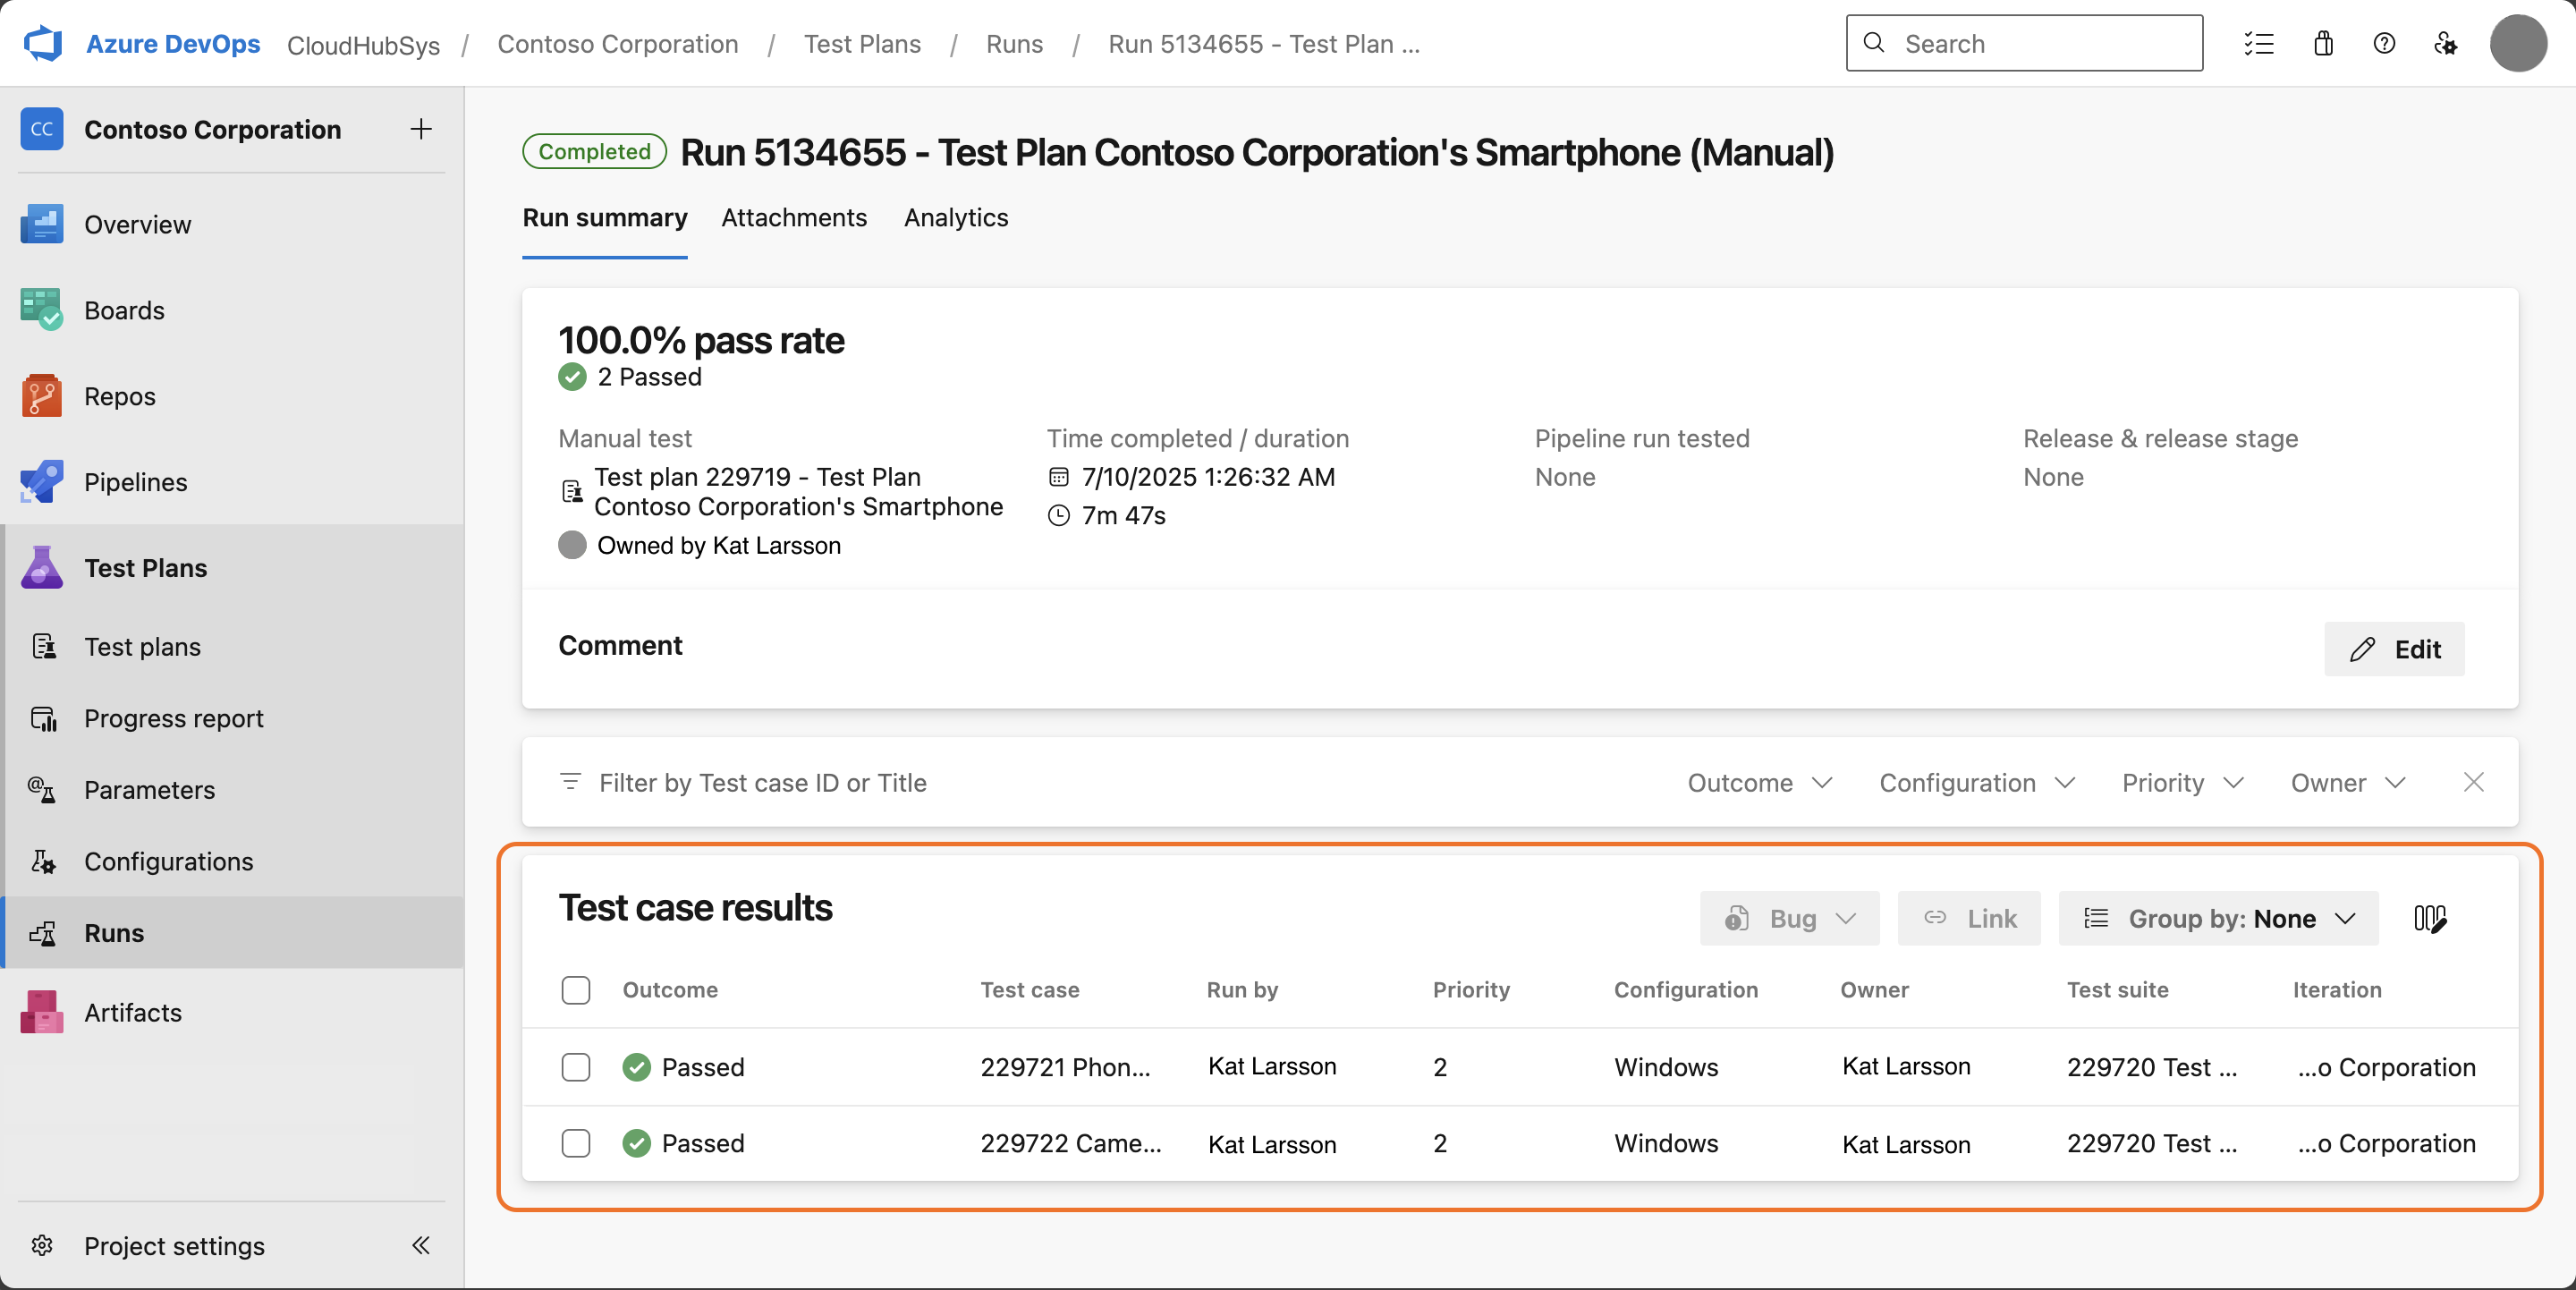 Azure DevOps CloudHubSys / Contoso Corporation / Test Plans / Runs / Run 5134655 - Test Plan ...
Search
CC Contoso Corporation
Overview
Boards
Repos
Pipelines
Test Plans
Test plans
Progress report
Parameters
Configurations
Runs
Artifacts
Project settings
Completed Run 5134655 - Test Plan Contoso Corporation's Smartphone (Manual)
Run summary Attachments Analytics
100.0% pass rate
2 Passed
Manual test
Test plan 229719 - Test Plan
Contoso Corporation's Smartphone
Owned by Kat Larsson
Time completed / duration
7/10/2025 1:26:32 AM
7m 47s
Pipeline run tested
None
Release & release stage
None
Comment
Edit
Filter by Test case ID or Title Outcome Configuration Priority Owner
Test case results
Bug Link Group by: None
Outcome Test case Run by Priority Configuration Owner Test suite Iteration
Passed 229721 Phon... Kat Larsson 2 Windows Kat Larsson 229720 Test ... ...o Corporation
Passed 229722 Came... Kat Larsson 2 Windows Kat Larsson 229720 Test ... ...o Corporation